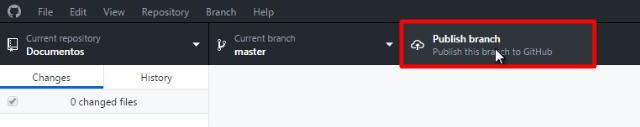 File Edit View Repository Branch Help
Current repository
Documentos
Current branch
master
Publish branch
Publish this branch to GitHub
Changes History
0 changed files